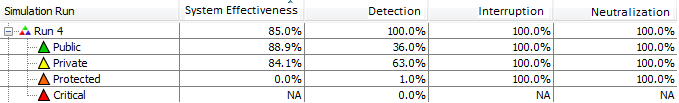 Simulation Run System Effectiveness Detection Interruption Neutralization
Run 4 85.0% 100.0% 100.0% 100.0%
Public 88.9% 36.0% 100.0% 100.0%
Private 84.1% 63.0% 100.0% 100.0%
Protected 0.0% 1.0% 100.0% 100.0%
Critical NA 0.0% NA NA